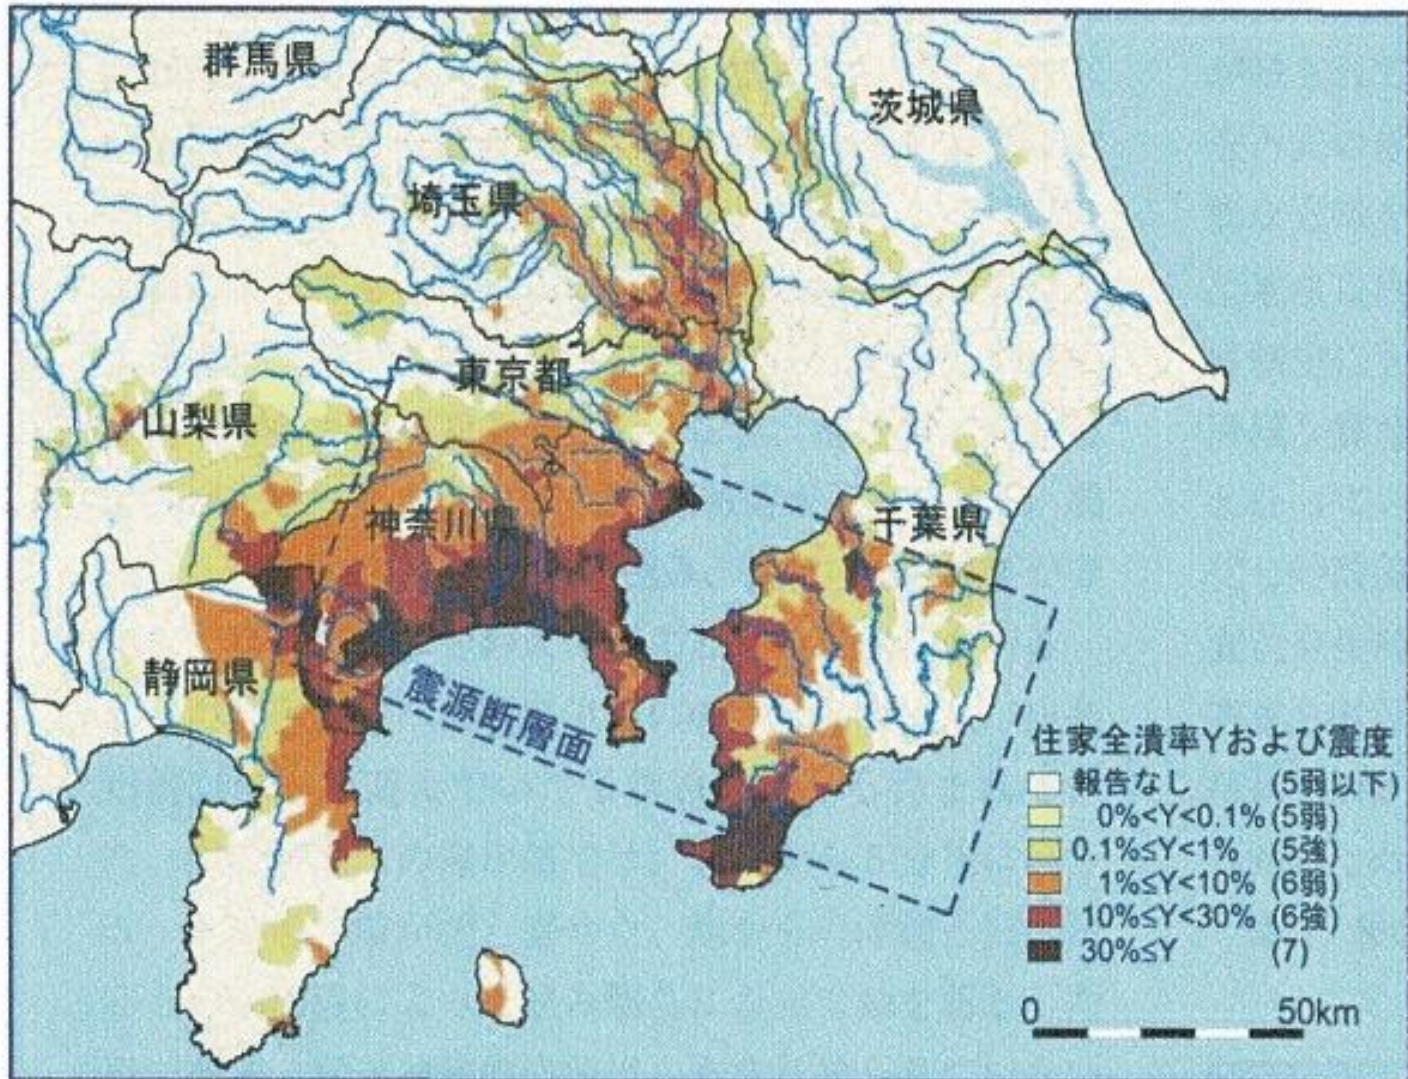 群馬県
茨城県
埼玉県
東京都
山梨県
神奈川県
千葉県
静岡県
震源断層面
住家全潰率Yおよび震度
報告なし (5弱以下)
0%<Y<0.1% (5弱)
0.1%≤Y<1% (5強)
1%≤Y<10% (6弱)
10%≤Y<30% (6強)
30%≤Y (7)
0 50km